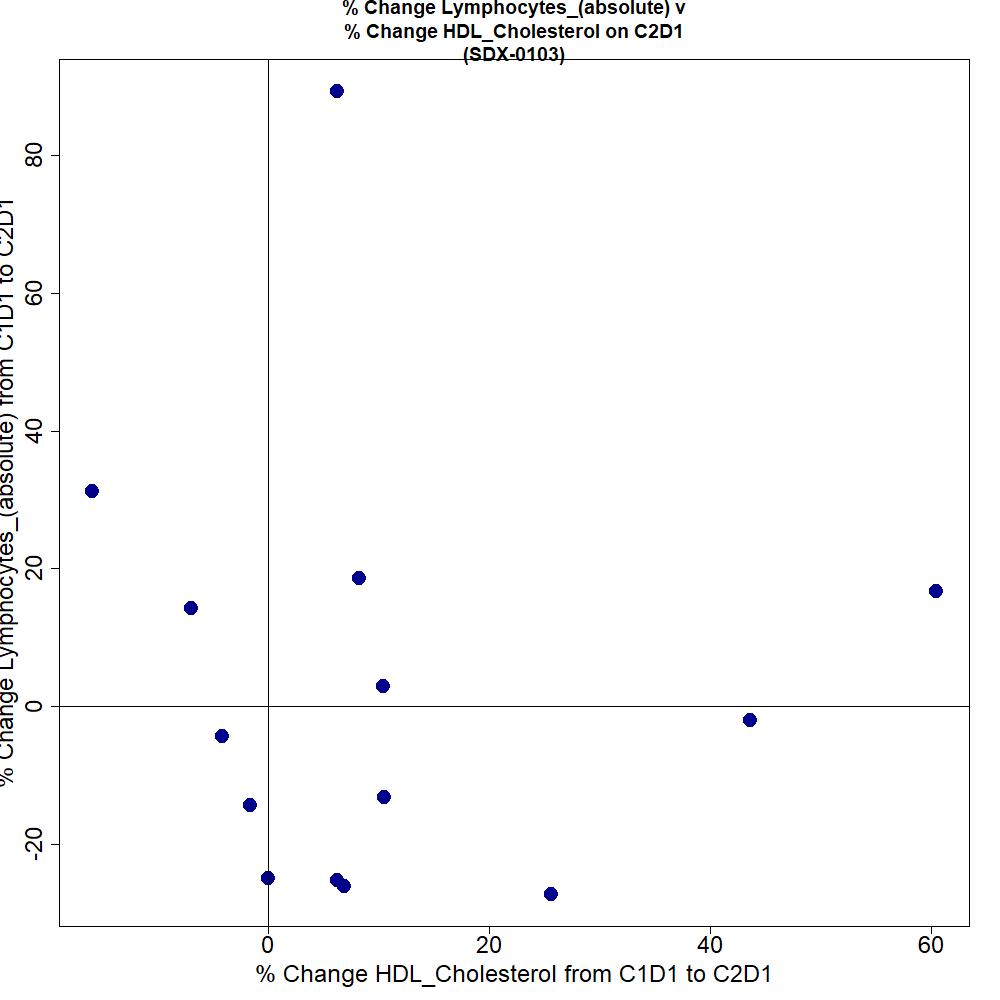 % Change Lymphocytes_(absolute) v
% Change HDL_Cholesterol on C2D1
(SDX-0103)
% Change Lymphocytes_(absolute) from C1D1 to C2D1
80
60
40
20
0
-20
0 20 40 60
% Change HDL_Cholesterol from C1D1 to C2D1